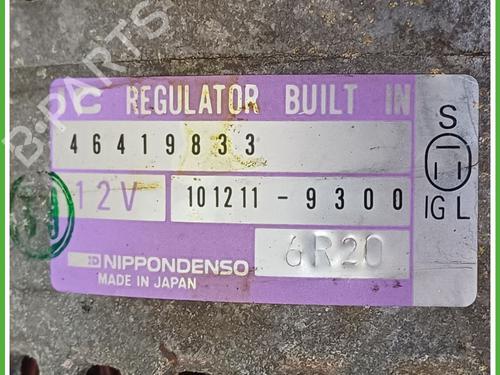 B-PARTS
C REGULATOR BUILT IN
46419833
12V
101211-9300
S
IG L
6R20
NIPPONDENSO
MADE IN JAPAN